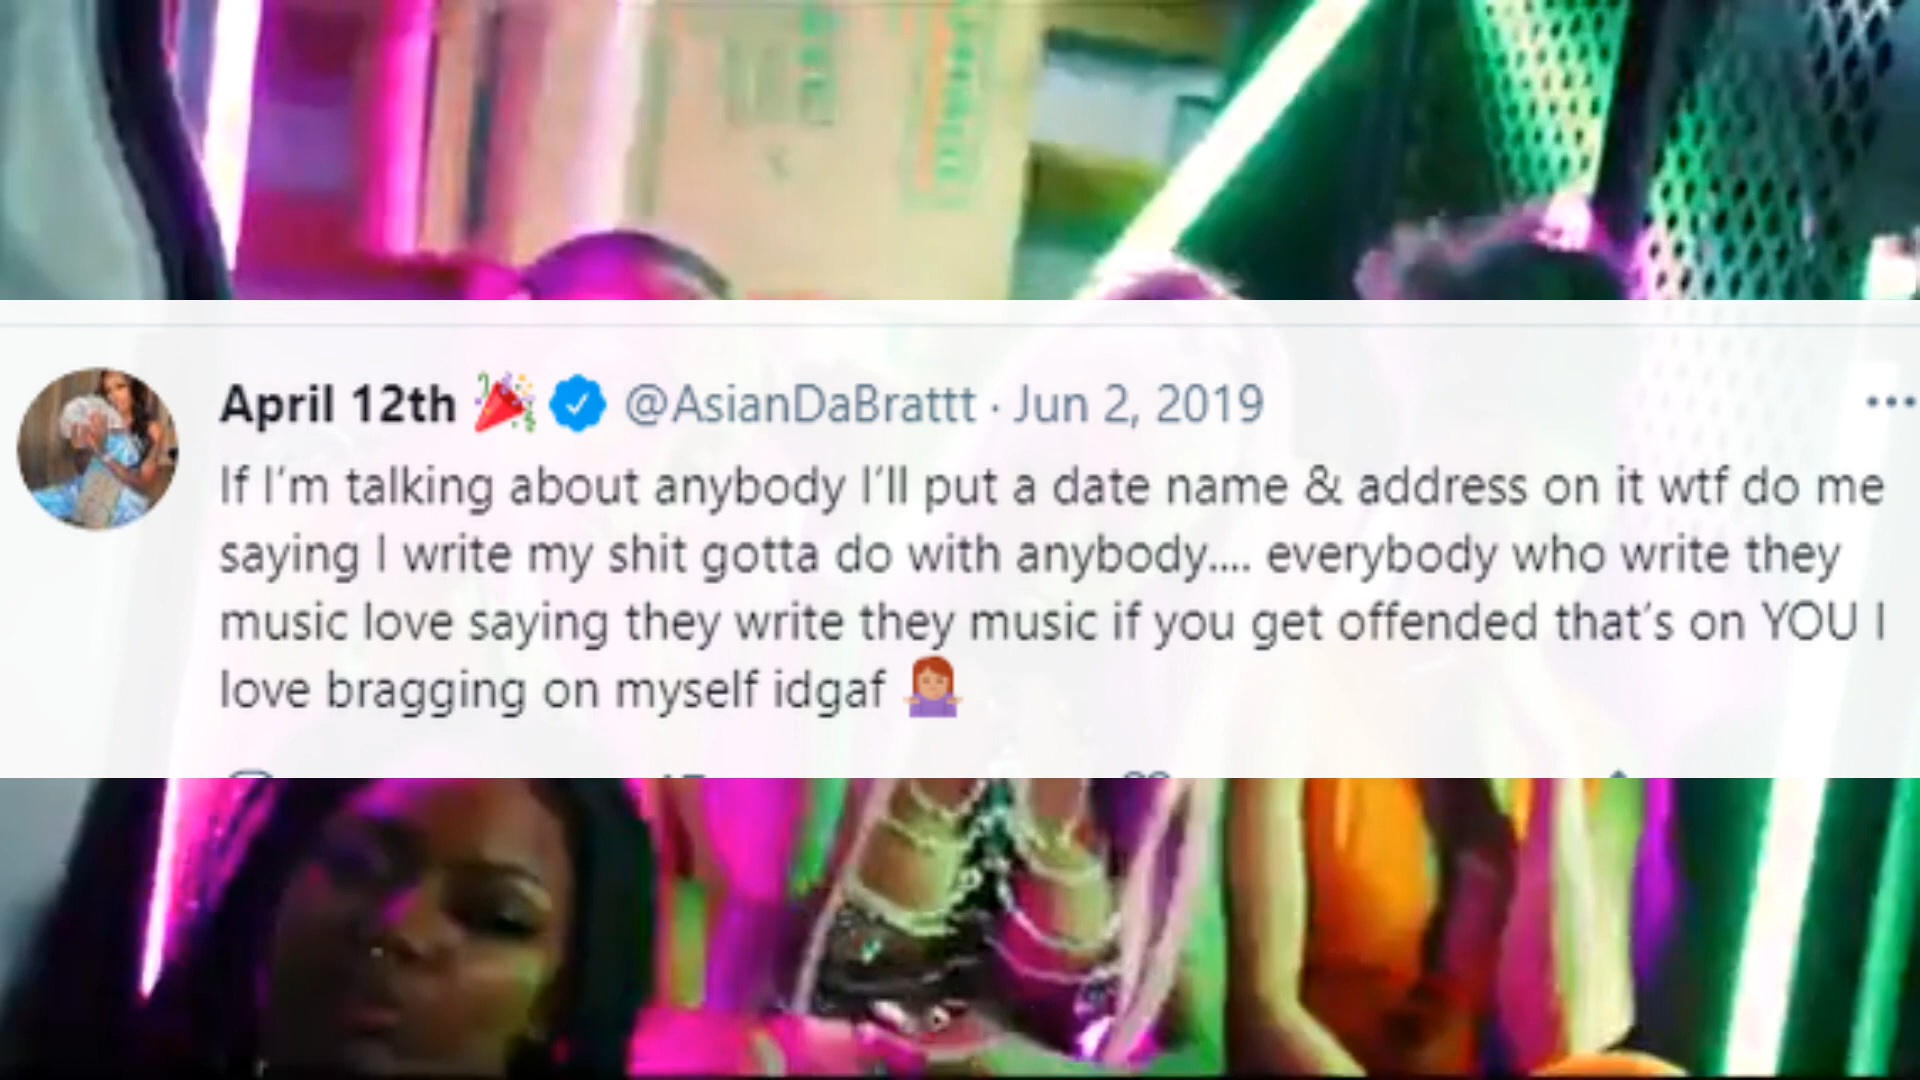 April 12th 🎉 @AsianDaBrattt · Jun 2, 2019
If I'm talking about anybody I'll put a date name & address on it wtf do me
saying I write my shit gotta do with anybody.... everybody who write they
music love saying they write they music if you get offended that's on YOU I
love bragging on myself idgaf 🤷🏽‍♀️